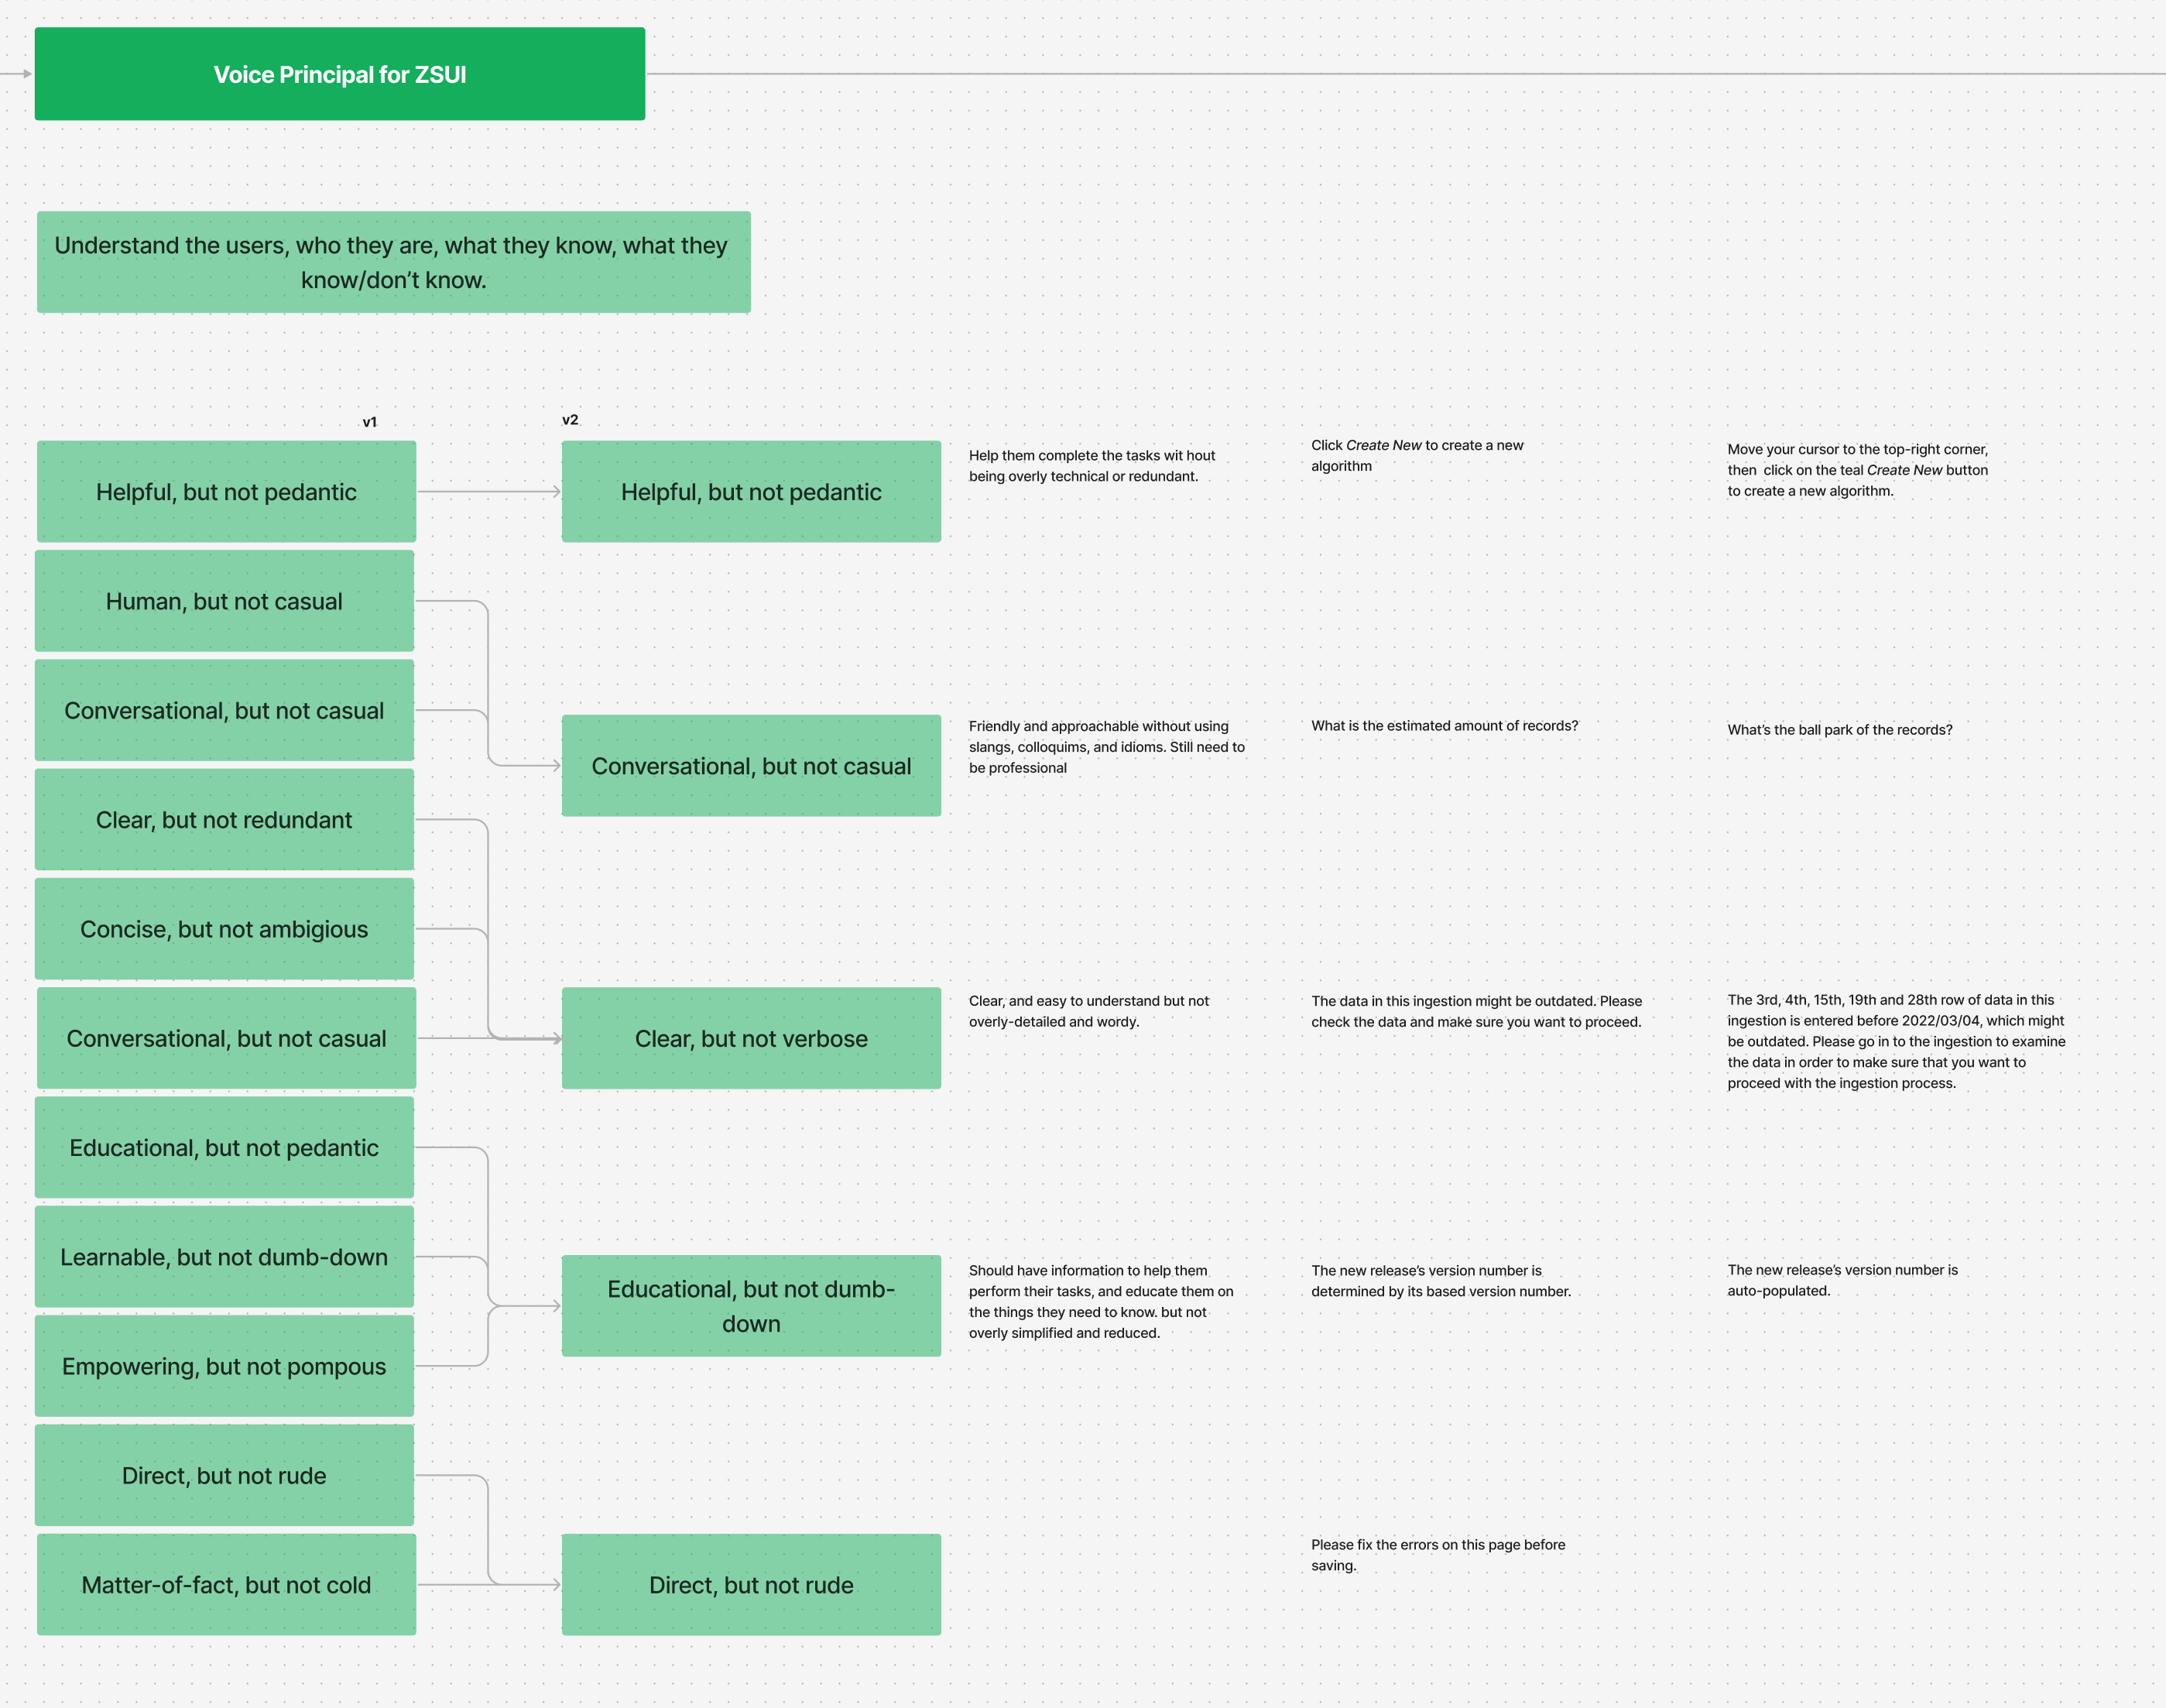 Voice Principal for ZSUI
Understand the users, who they are, what they know, what they
know/don't know.
v1
v2
Helpful, but not pedantic
Helpful, but not pedantic
Help them complete the tasks wit hout
being overly technical or redundant.
Click Create New to create a new
algorithm
Move your cursor to the top-right corner,
then  click on the teal Create New button
to create a new algorithm.
Human, but not casual
Conversational, but not casual
Conversational, but not casual
Friendly and approachable without using
slangs, colloquims, and idioms. Still need to
be professional
What is the estimated amount of records?
What's the ball park of the records?
Clear, but not redundant
Concise, but not ambigious
Conversational, but not casual
Clear, but not verbose
Clear, and easy to understand but not
overly-detailed and wordy.
The data in this ingestion might be outdated. Please
check the data and make sure you want to proceed.
The 3rd, 4th, 15th, 19th and 28th row of data in this
ingestion is entered before 2022/03/04, which might
be outdated. Please go in to the ingestion to examine
the data in order to make sure that you want to
proceed with the ingestion process.
Educational, but not pedantic
Learnable, but not dumb-down
Empowering, but not pompous
Educational, but not dumb-
down
Should have information to help them
perform their tasks, and educate them on
the things they need to know. but not
overly simplified and reduced.
The new release's version number is
determined by its based version number.
The new release's version number is
auto-populated.
Direct, but not rude
Matter-of-fact, but not cold
Direct, but not rude
Please fix the errors on this page before
saving.